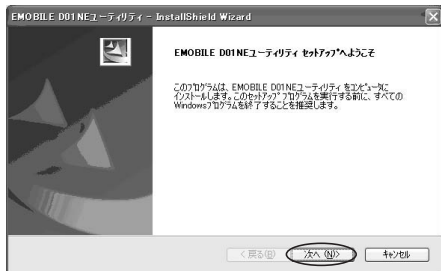 EMOBILE D01NEユーティリティ - InstallShield Wizard
EMOBILE D01NEユーティリティ セットアップへようこそ
このプログラムは、EMOBILE D01NEユーティリティ をコンピュータに
インストールします。このセットアップ プログラムを実行する前に、すべての
Windowsプログラムを終了することを推奨します。
< 戻る(B)
次へ (N)>
キャンセル